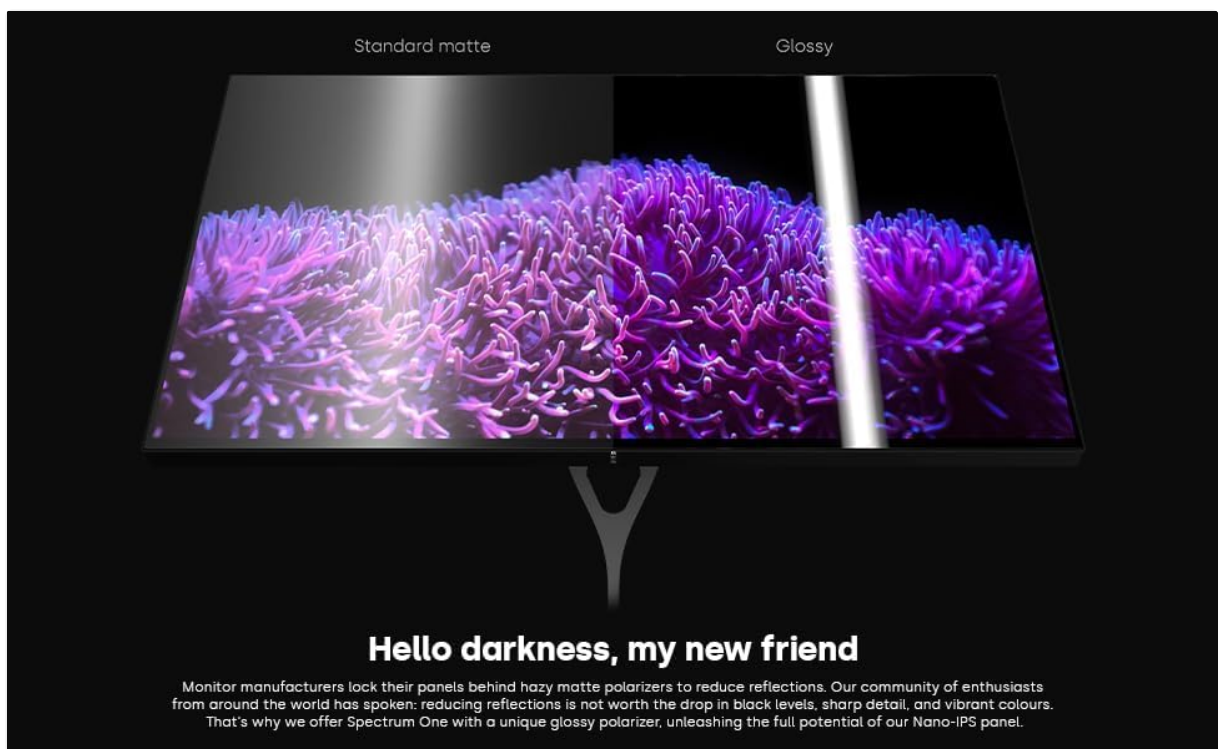 Standard matte
Glossy
Hello darkness, my new friend
Monitor manufacturers lock their panels behind hazy matte polarizers to reduce reflections. Our community of enthusiasts
from around the world has spoken: reducing reflections is not worth the drop in black levels, sharp detail, and vibrant colours.
That's why we offer Spectrum One with a unique glossy polarizer, unleashing the full potential of our Nano-IPS panel.